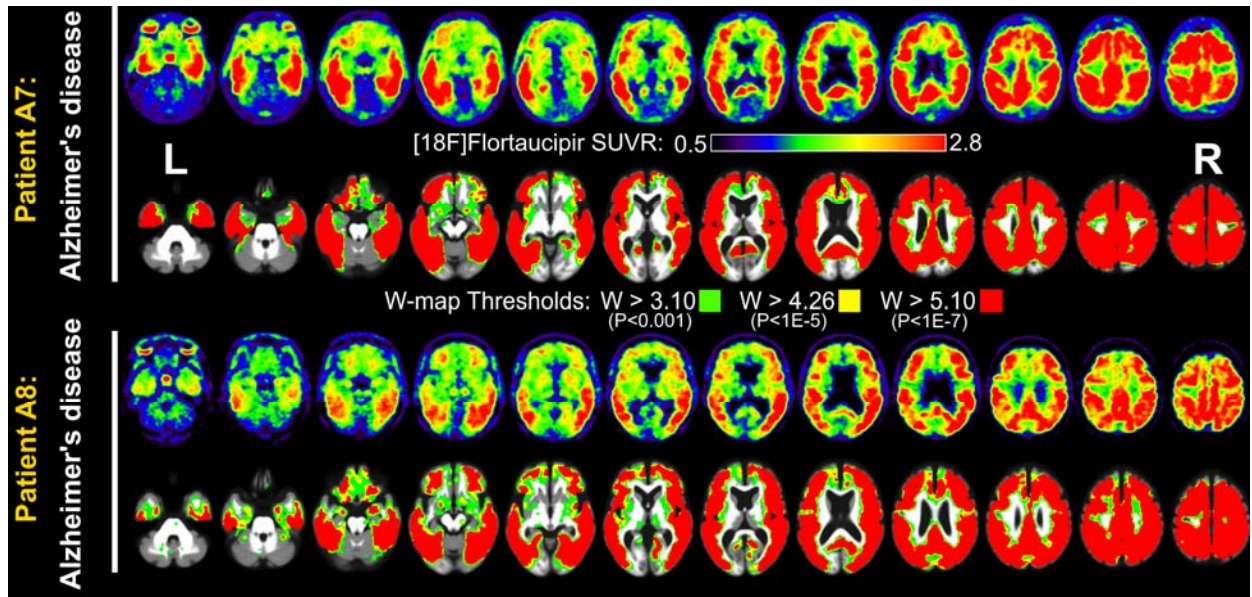 Patient A7:
Alzheimer's disease
[18F]Flortaucipir SUVR: 0.5 2.8
L R
W-map Thresholds: W > 3.10 W > 4.26 W > 5.10
(P<0.001) (P<1E-5) (P<1E-7)
Patient A8:
Alzheimer's disease